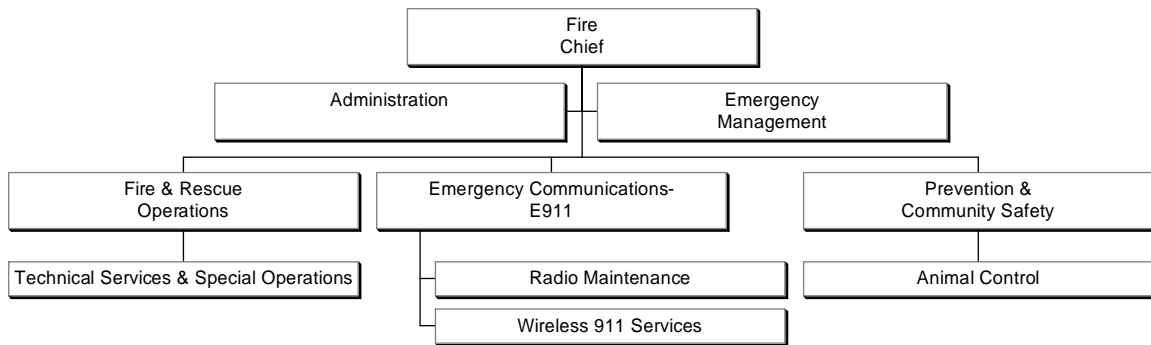 Fire
Chief
Administration
Emergency
Management
Fire & Rescue
Operations
Emergency Communications-
E911
Prevention &
Community Safety
Technical Services & Special Operations
Radio Maintenance
Animal Control
Wireless 911 Services